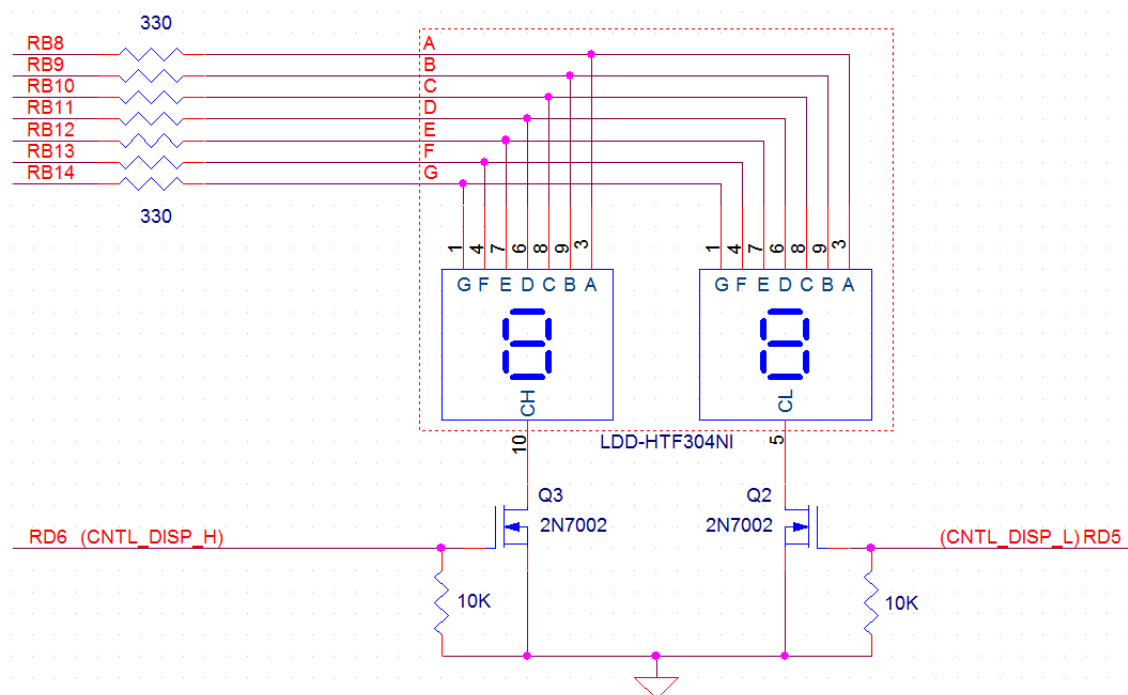 330
RB8 A
RB9 B
RB10 C
RB11 D
RB12 E
RB13 F
RB14 G
330
1 4 7 6 8 9 3 1 4 7 6 8 9 3
G F E D C B A G F E D C B A
CH CL
LDD-HTF304NI
10 5
Q3 Q2
2N7002 2N7002
RD6 (CNTL_DISP_H) (CNTL_DISP_L) RD5
10K 10K